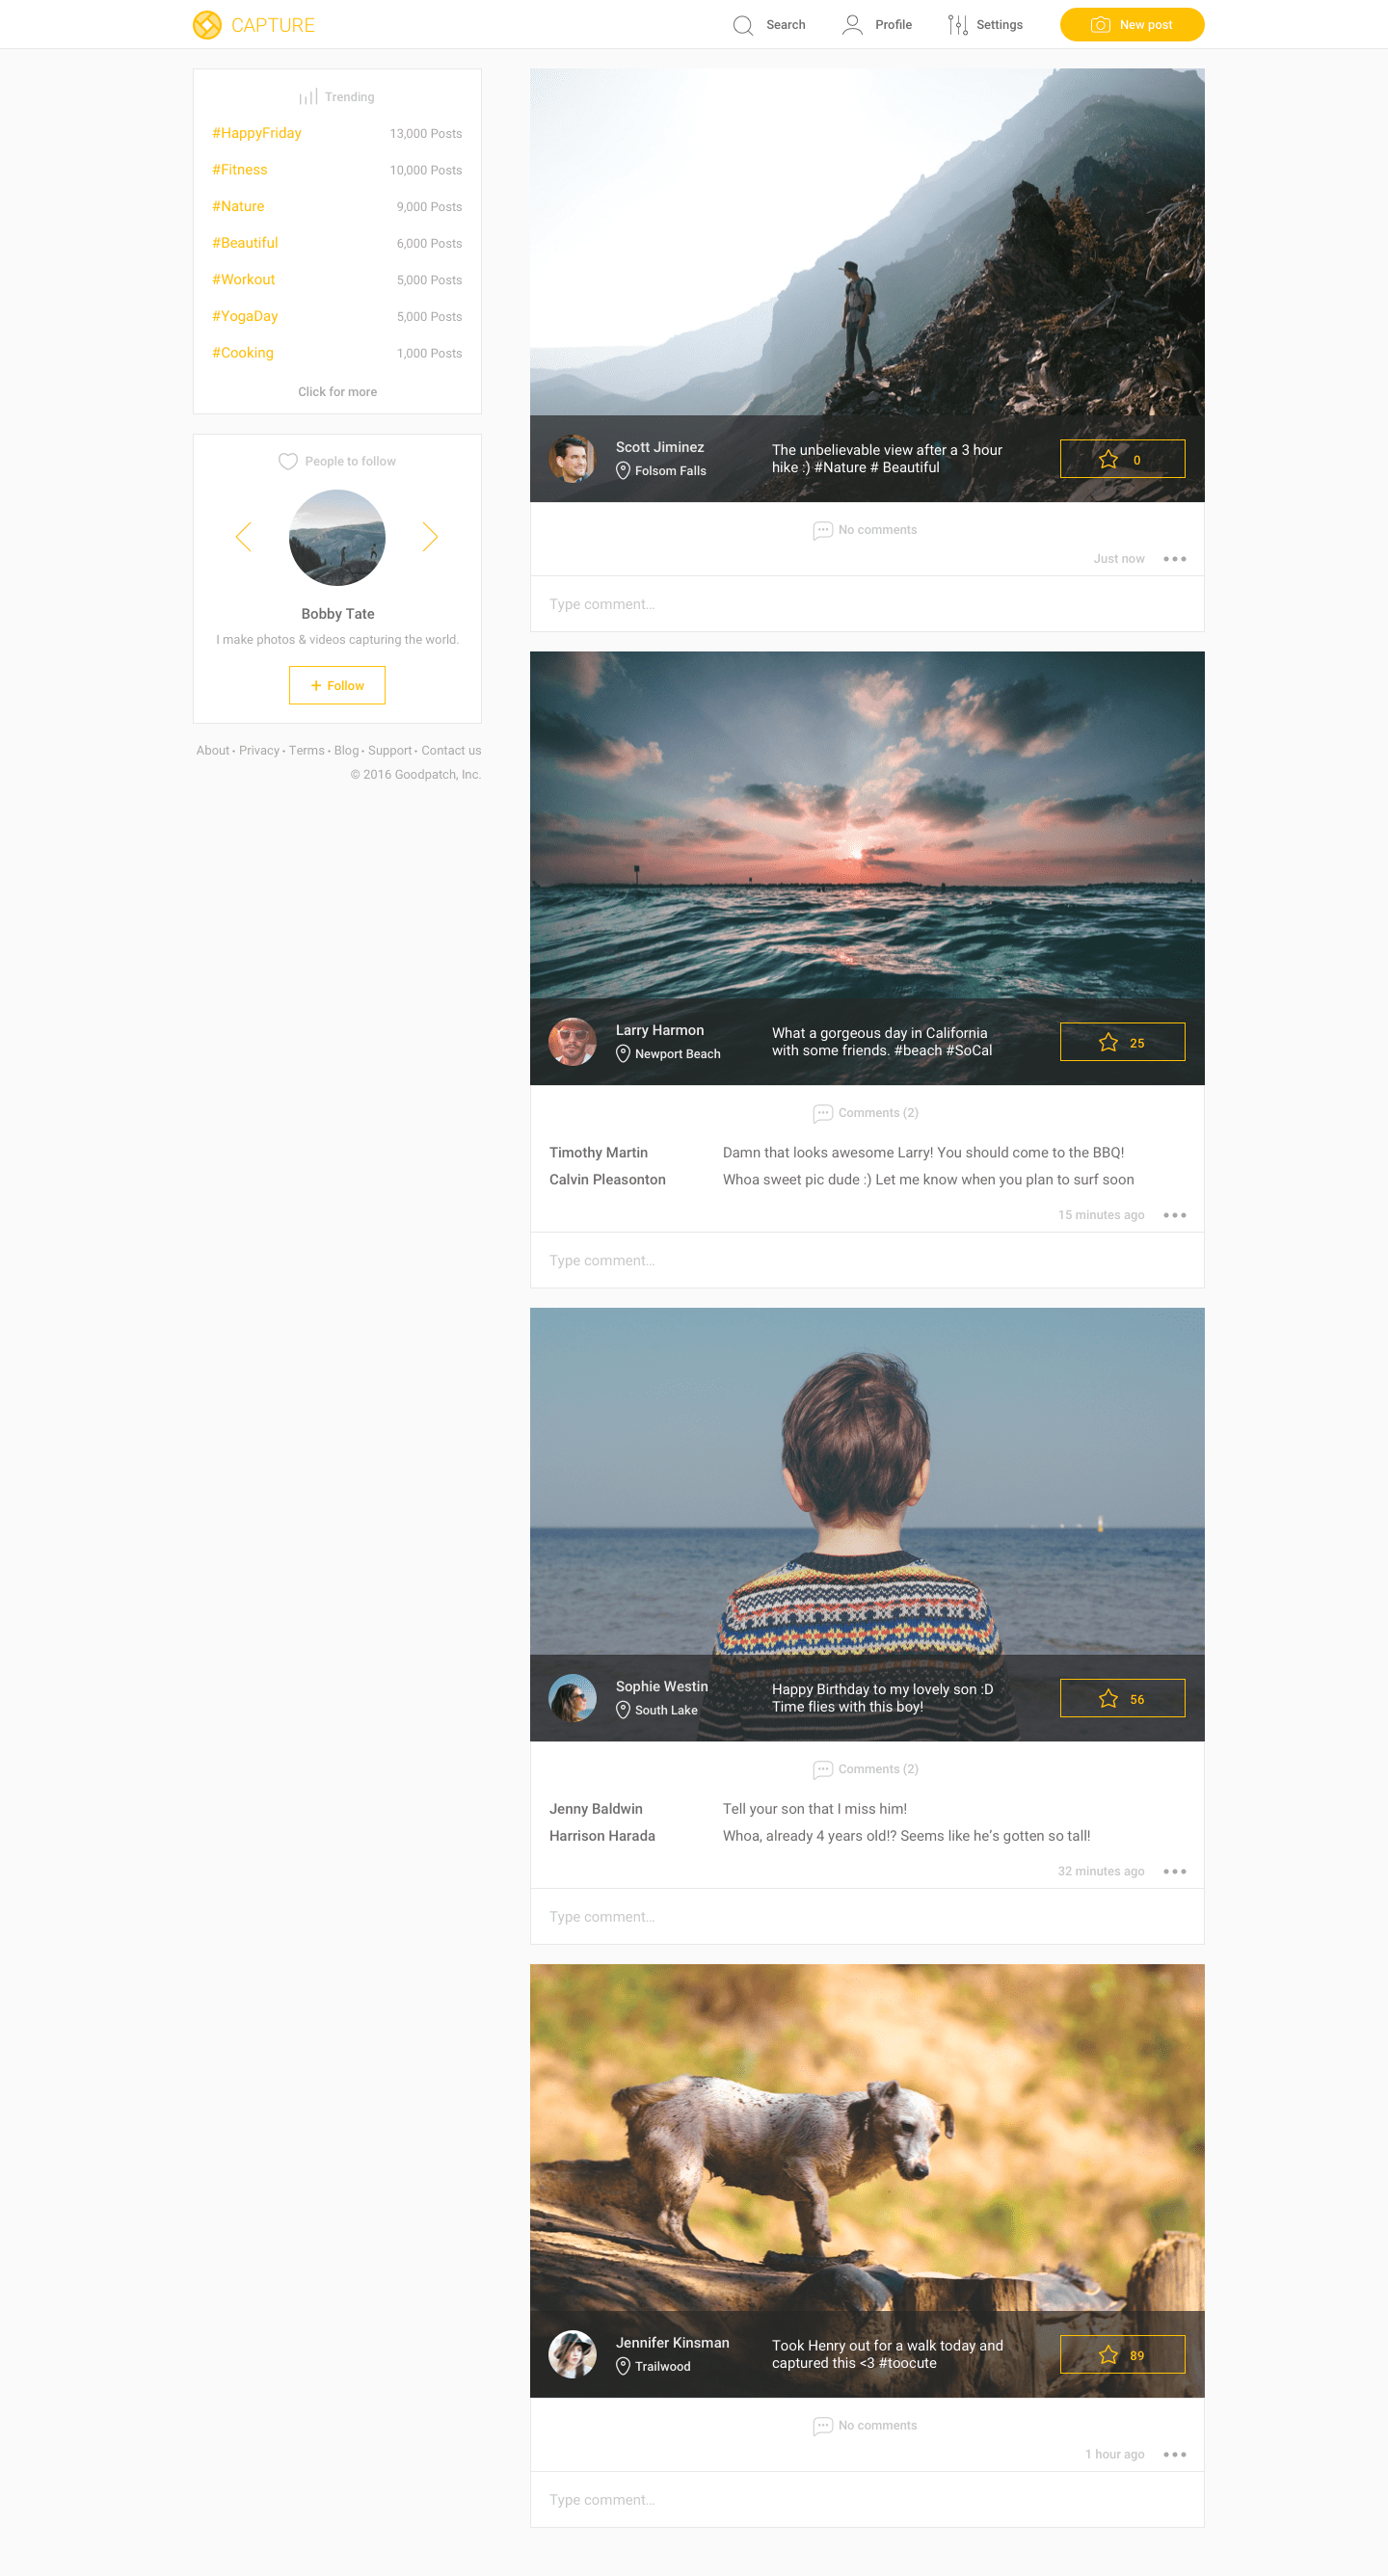 CAPTURE
Search
Profile
Settings
New post
Trending
#HappyFriday 13,000 Posts
#Fitness 10,000 Posts
#Nature 9,000 Posts
#Beautiful 6,000 Posts
#Workout 5,000 Posts
#YogaDay 5,000 Posts
#Cooking 1,000 Posts
Click for more
People to follow
Bobby Tate
I make photos & videos capturing the world.
+ Follow
About • Privacy • Terms • Blog • Support • Contact us
© 2016 Goodpatch, Inc.
Scott Jiminez
Folsom Falls
The unbelievable view after a 3 hour
hike :) #Nature # Beautiful
0
No comments
Just now
Type comment...
Larry Harmon
Newport Beach
What a gorgeous day in California
with some friends. #beach #SoCal
25
Comments (2)
Timothy Martin Damn that looks awesome Larry! You should come to the BBQ!
Calvin Pleasonton Whoa sweet pic dude :) Let me know when you plan to surf soon
15 minutes ago
Type comment...
Sophie Westin
South Lake
Happy Birthday to my lovely son :D
Time flies with this boy!
56
Comments (2)
Jenny Baldwin Tell your son that I miss him!
Harrison Harada Whoa, already 4 years old!? Seems like he's gotten so tall!
32 minutes ago
Type comment...
Jennifer Kinsman
Trailwood
Took Henry out for a walk today and
captured this <3 #toocute
89
No comments
1 hour ago
Type comment...